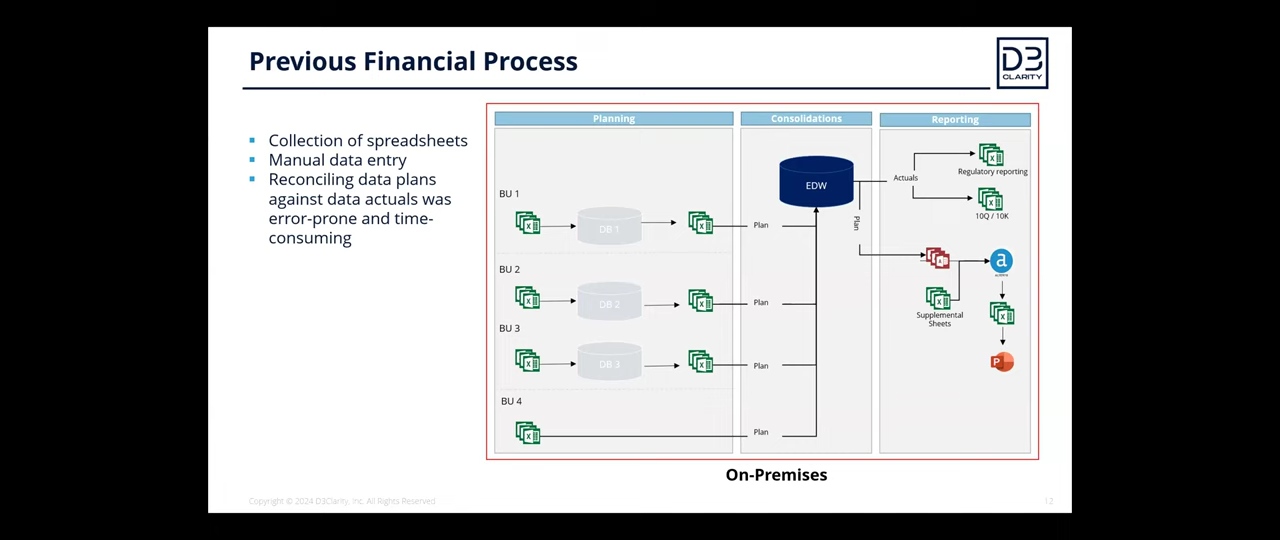 Previous Financial Process
D3
CLARITY
Collection of spreadsheets
Manual data entry
Reconciling data plans
against data actuals was
error-prone and time-
consuming
Planning
Consolidations
Reporting
BU 1
DB 1
Plan
BU 2
DB 2
Plan
BU 3
DB 3
Plan
BU 4
Plan
EDW
Plan
Actuals
Regulatory reporting
10Q / 10K
a
Supplemental
Sheets
P
On-Premises
Copyright © 2024 D3Clarity, Inc. All Rights Reserved
12